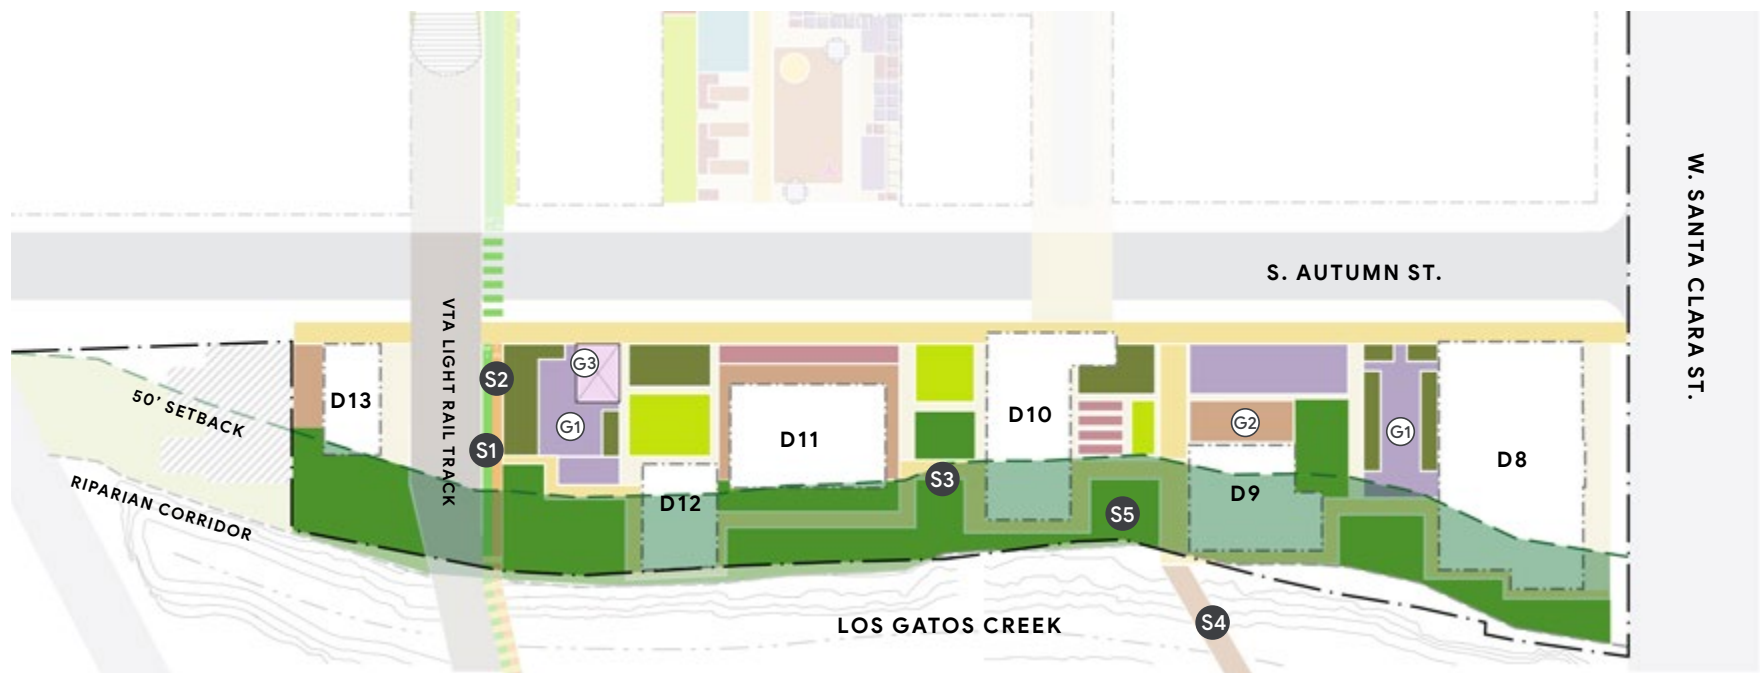 W. SANTA CLARA ST.
S. AUTUMN ST.
VTA LIGHT RAIL TRACK
G3
S2
D13
50' SETBACK
G1
D10
G2
G1
D11
S1
D8
S3
D9
D12
RIPARIAN CORRIDOR
S5
LOS GATOS CREEK
S4